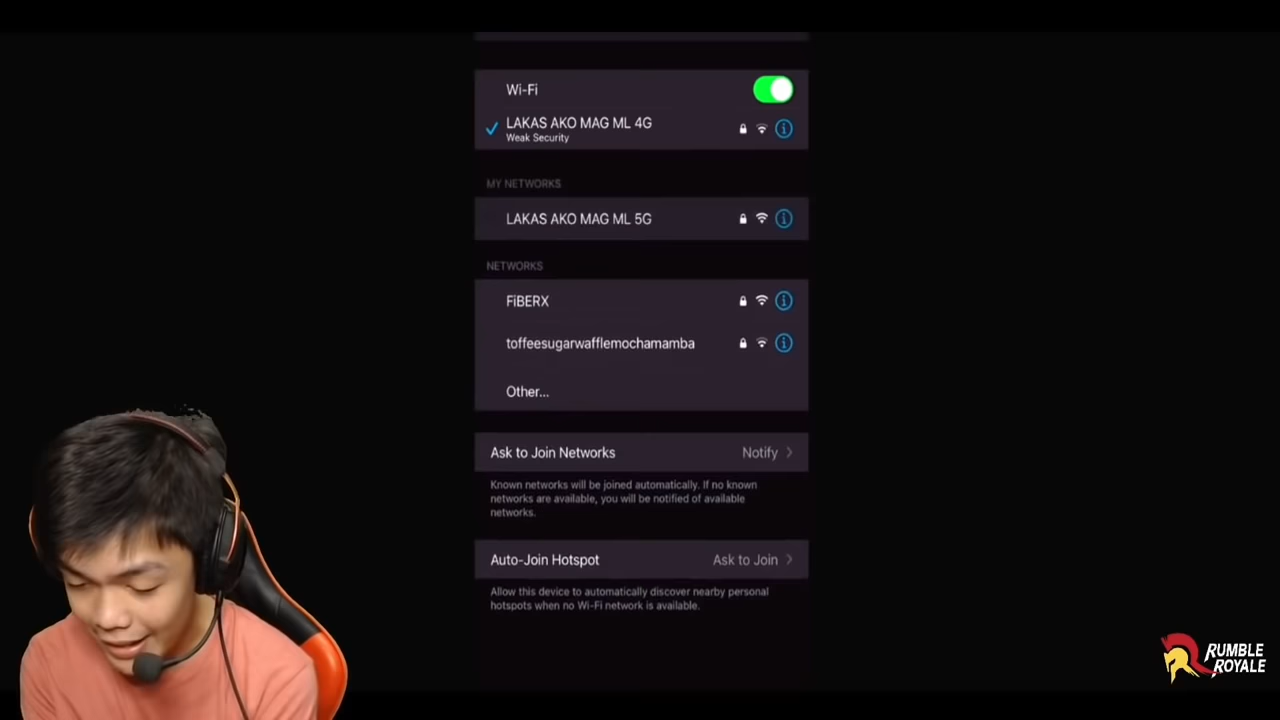 Wi-Fi
LAKAS AKO MAG ML 4G
Weak Security
MY NETWORKS
LAKAS AKO MAG ML 5G
NETWORKS
FiBERX
toffeesugarwafflemochamamba
Other...
Ask to Join Networks Notify
Known networks will be joined automatically. If no known
networks are available, you will be notified of available
networks.
Auto-Join Hotspot Ask to Join
Allow this device to automatically discover nearby personal
hotspots when no Wi-Fi network is available.
RUMBLE
ROYALE